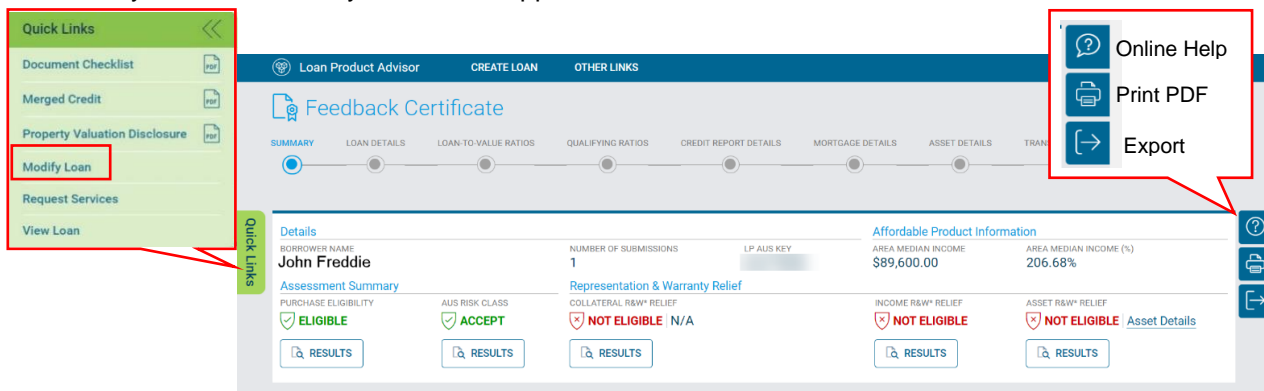 Quick Links
Document Checklist
PDF
Merged Credit
PDF
Property Valuation Disclosure
PDF
Modify Loan
Request Services
View Loan
Online Help
Print PDF
Export
Loan Product Advisor CREATE LOAN OTHER LINKS
Feedback Certificate
SUMMARY LOAN DETAILS LOAN-TO-VALUE RATIOS QUALIFYING RATIOS CREDIT REPORT DETAILS MORTGAGE DETAILS ASSET DETAILS
Quick Links
Details Affordable Product Information
BORROWER NAME NUMBER OF SUBMISSIONS LP AUS KEY AREA MEDIAN INCOME AREA MEDIAN INCOME (%)
John Freddie 1 $89,600.00 206.68%
Assessment Summary Representation & Warranty Relief
PURCHASE ELIGIBILITY AUS RISK CLASS COLLATERAL R&W* RELIEF INCOME R&W* RELIEF ASSET R&W* RELIEF
ELIGIBLE ACCEPT NOT ELIGIBLE N/A NOT ELIGIBLE NOT ELIGIBLE Asset Details
RESULTS RESULTS RESULTS RESULTS RESULTS